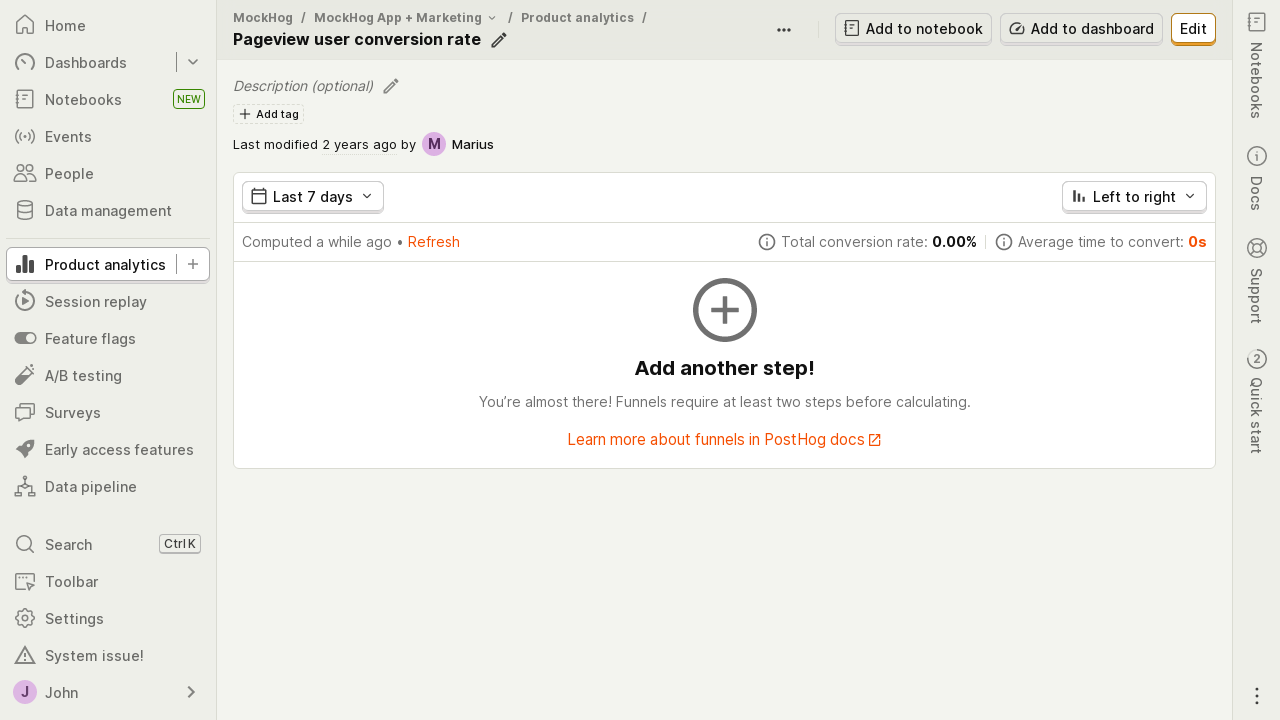 Home
Dashboards
Notebooks
NEW
Events
People
Data management
Product analytics
Session replay
Feature flags
A/B testing
Surveys
Early access features
Data pipeline
Search
Ctrl K
Toolbar
Settings
System issue!
J John
MockHog / MockHog App + Marketing / Product analytics /
Pageview user conversion rate
Add to notebook
Add to dashboard
Edit
Description (optional)
Add tag
Last modified 2 years ago by M Marius
Last 7 days
Left to right
Computed a while ago • Refresh
Total conversion rate: 0.00%
Average time to convert: 0s
Add another step!
You’re almost there! Funnels require at least two steps before calculating.
Learn more about funnels in PostHog docs
Notebooks
Docs
Support
2
Quick start